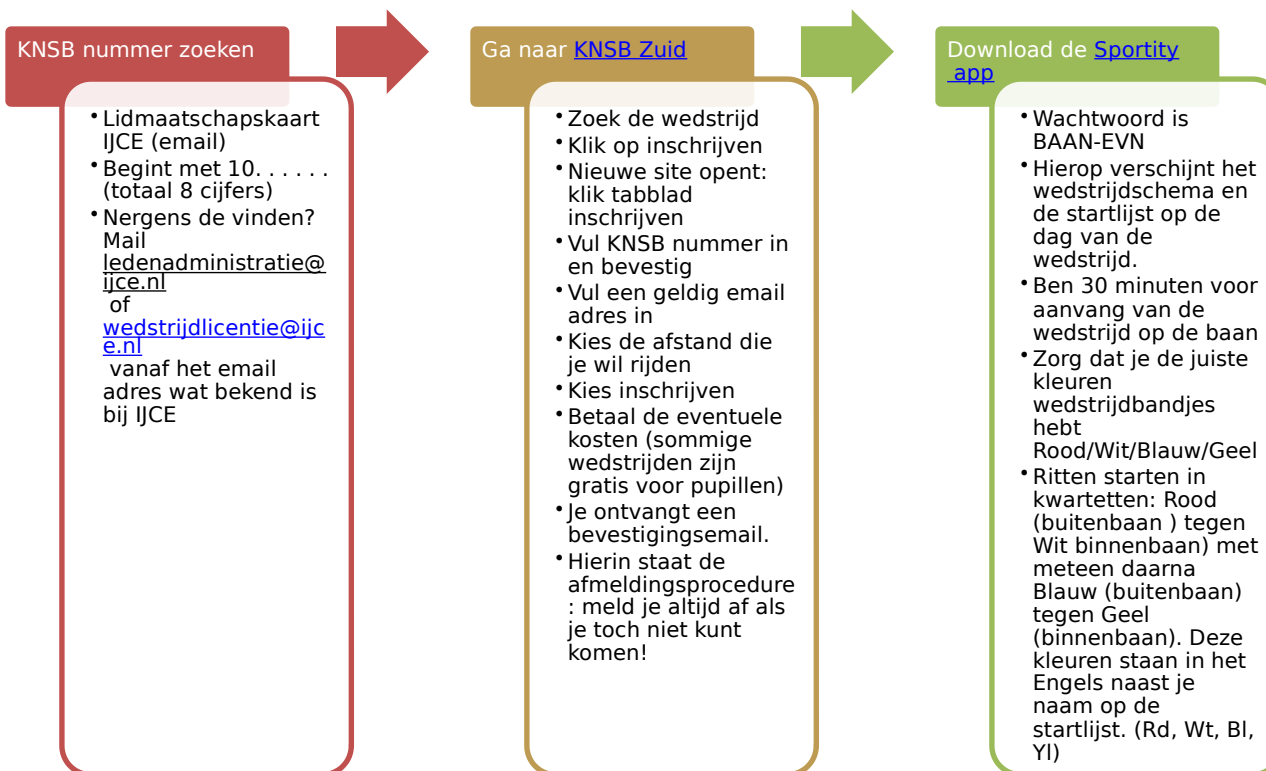 KNSB nummer zoeken
• Lidmaatschapskaart
IJCE (email)
• Begint met 10. . . . . .
(totaal 8 cijfers)
• Nergens de vinden?
Mail
ledenadministratie@
ijce.nl
of
wedstrijdlicentie@ijc
e.nl
vanaf het email
adres wat bekend is
bij IJCE
Ga naar KNSB Zuid
• Zoek de wedstrijd
• Klik op inschrijven
• Nieuwe site opent:
klik tabblad
inschrijven
• Vul KNSB nummer in
en bevestig
• Vul een geldig email
adres in
• Kies de afstand die
je wil rijden
• Kies inschrijven
• Betaal de eventuele
kosten (sommige
wedstrijden zijn
gratis voor pupillen)
• Je ontvangt een
bevestigingsemail.
• Hierin staat de
afmeldingsprocedure
: meld je altijd af als
je toch niet kunt
komen!
Download de Sportity
app
• Wachtwoord is
BAAN-EVN
• Hierop verschijnt het
wedstrijdschema en
de startlijst op de
dag van de
wedstrijd.
• Ben 30 minuten voor
aanvang van de
wedstrijd op de baan
• Zorg dat je de juiste
kleuren
wedstrijdbandjes
hebt
Rood/Wit/Blauw/Geel
• Ritten starten in
kwartetten: Rood
(buitenbaan ) tegen
Wit binnenbaan) met
meteen daarna
Blauw (buitenbaan)
tegen Geel
(binnenbaan). Deze
kleuren staan in het
Engels naast je
naam op de
startlijst. (Rd, Wt, Bl,
Yl)